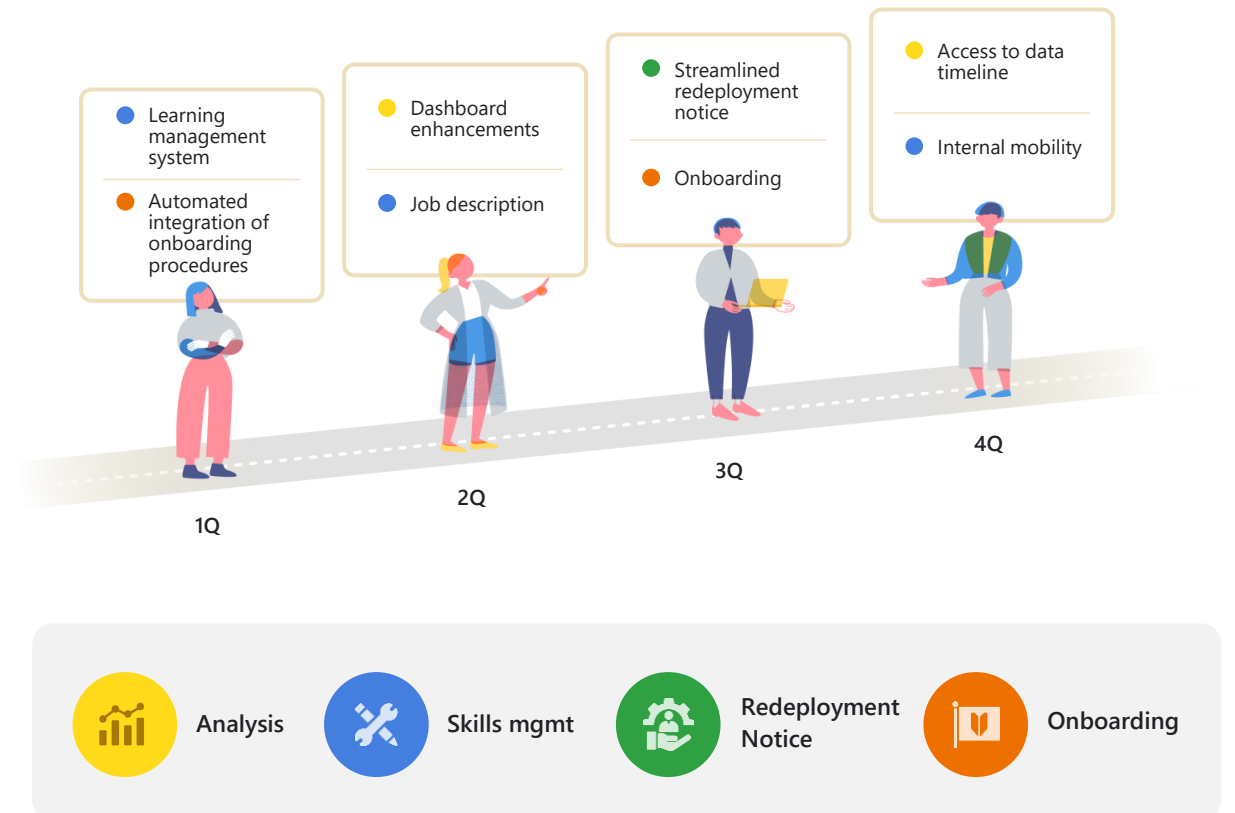 Learning
management
system
Automated
integration of
onboarding
procedures
1Q
Dashboard
enhancements
Job description
2Q
Streamlined
redeployment
notice
Onboarding
3Q
Access to data
timeline
Internal mobility
4Q
Analysis
Skills mgmt
Redeployment
Notice
Onboarding